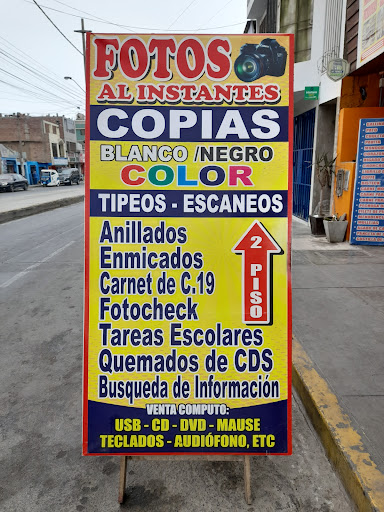 FOTOS
AL INSTANTES
COPIAS
BLANCO /NEGRO
COLOR
TIPEOS - ESCANEOS
Anillados
Enmicados
Carnet de C.19
Fotocheck
Tareas Escolares
Quemados de CDS
Busqueda de Información
2 PISO
VENTA COMPUTO:
USB - CD - DVD - MAUSE
TECLADOS - AUDIÓFONO, ETC